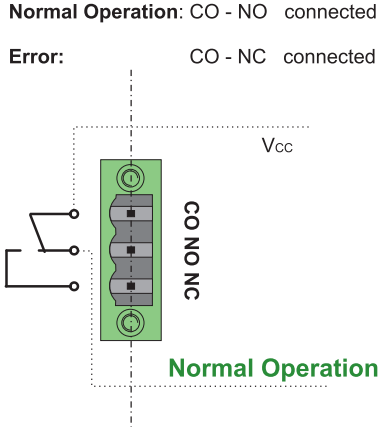 Normal Operation: CO - NO connected
Error: CO - NC connected
Vcc
CO NO NC
Normal Operation